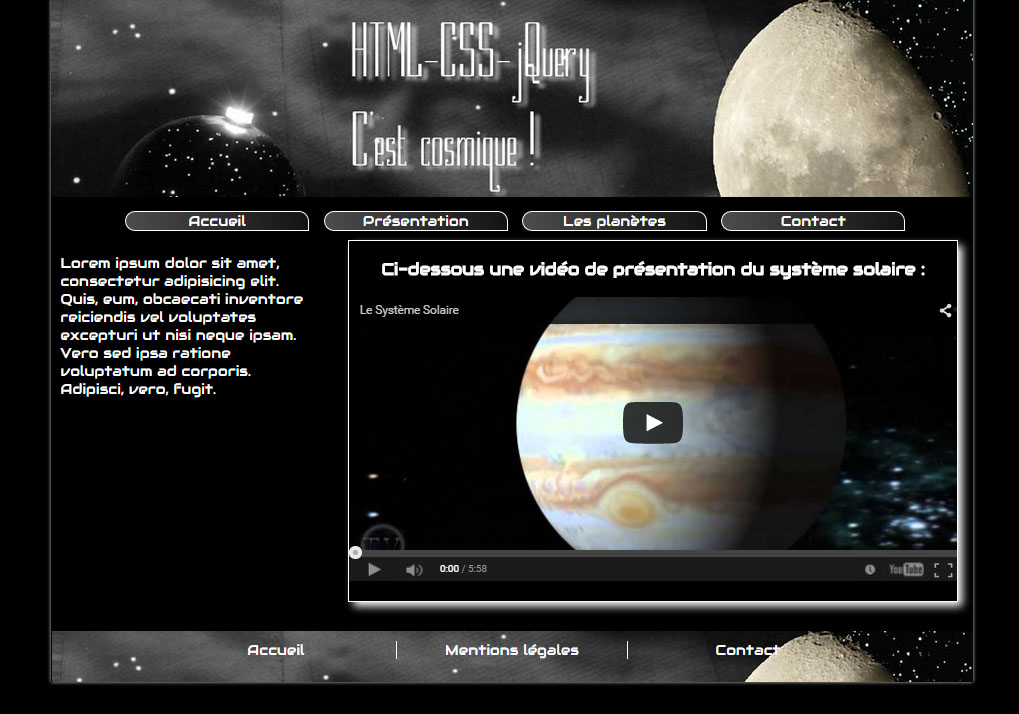 HTML-CSS-jQuery
C'est cosmique !
Accueil Présentation Les planètes Contact
Lorem ipsum dolor sit amet,
consectetur adipisicing elit.
Quis, eum, obcaecati inventore
reiciendis vel voluptates
excepturi ut nisi neque ipsam.
Vero sed ipsa ratione
voluptatum ad corporis.
Adipisci, vero, fugit.
Ci-dessous une vidéo de présentation du système solaire :
Le Système Solaire
TV
0:00 / 5:58 YouTube
Accueil Mentions légales Contact